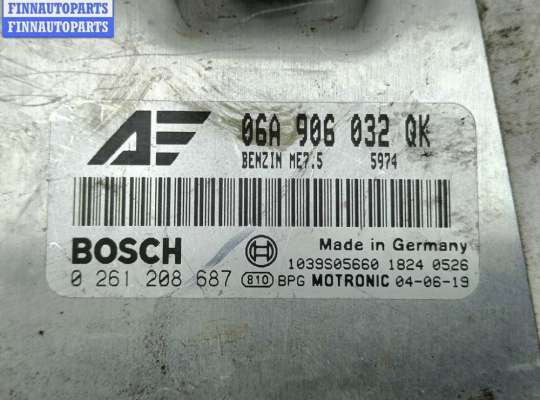 FINNAUTOPARTS
FINNAUTOPARTS
AE 06A 906 032 QK
BENZIN ME7.5 5974
BOSCH Made in Germany
1039S05660 1824 0526
0 261 208 687 810 BPG MOTRONIC 04-06-19